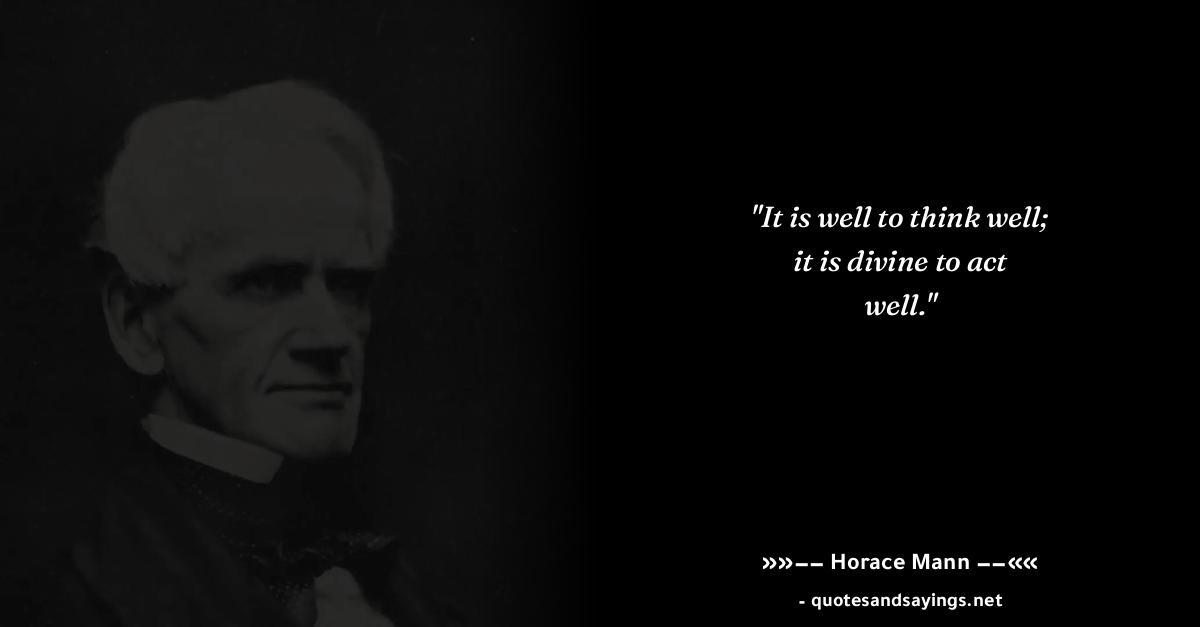 "It is well to think well;
it is divine to act
well."
»»–– Horace Mann ––««
- quotesandsayings.net